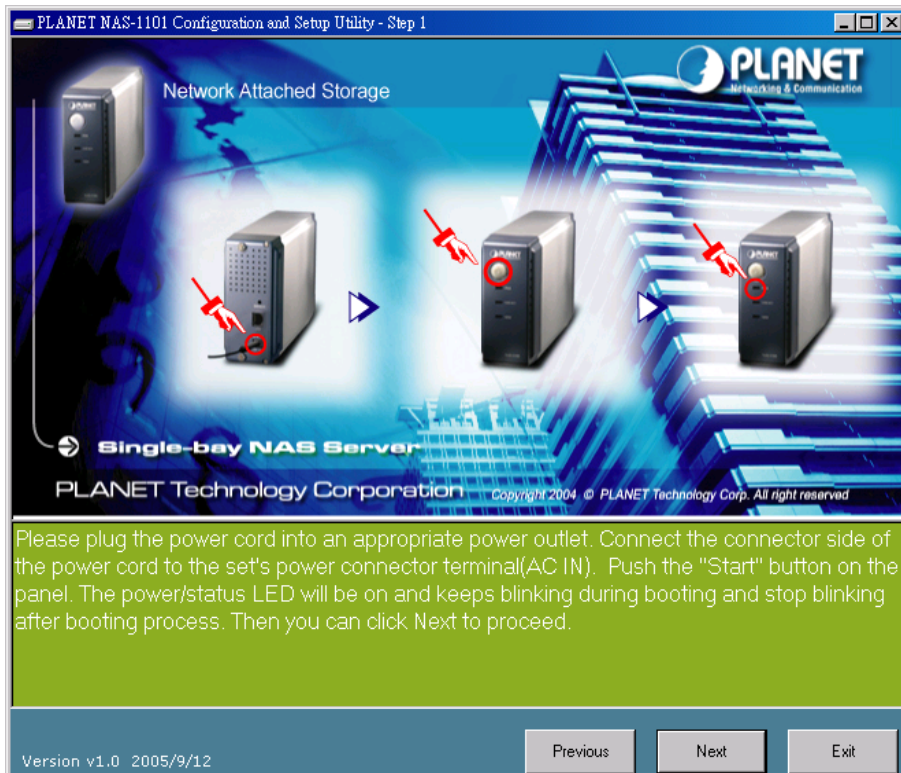 PLANET NAS-1101 Configuration and Setup Utility - Step 1
Network Attached Storage
PLANET
Networking & Communication
Single-bay NAS Server
PLANET Technology Corporation
Copyright 2004 © PLANET Technology Corp. All right reserved
Please plug the power cord into an appropriate power outlet. Connect the connector side of
the power cord to the set's power connector terminal(AC IN).  Push the "Start" button on the
panel. The power/status LED will be on and keeps blinking during booting and stop blinking
after booting process. Then you can click Next to proceed.
Version v1.0  2005/9/12
Previous
Next
Exit